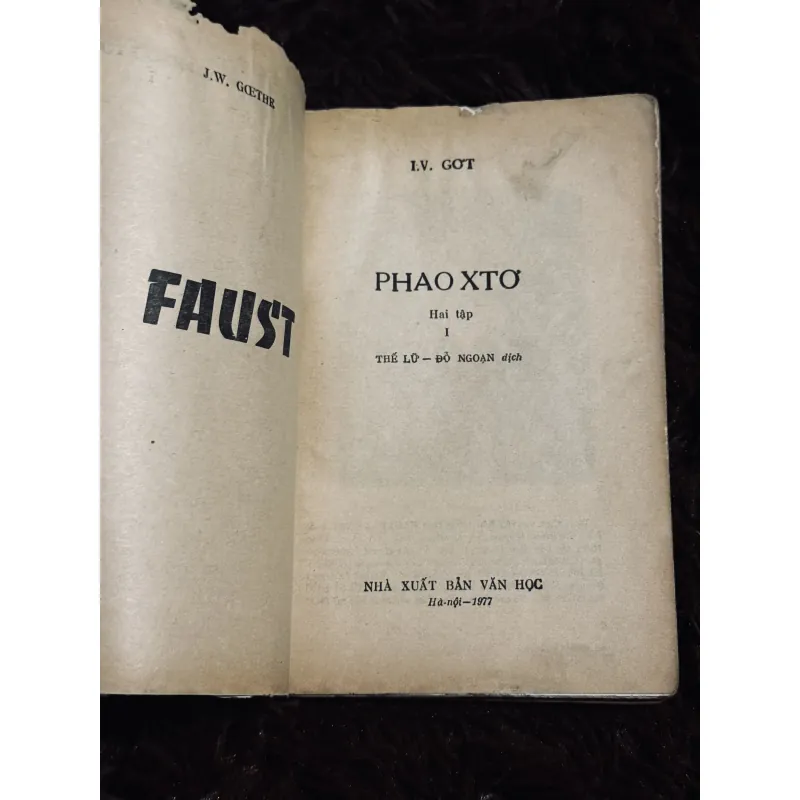 J.W. GŒTHE
FAUST
I.V. GƠT
PHAO XTƠ
Hai tập
I
THẾ LỮ — ĐỖ NGOẠN dịch
NHÀ XUẤT BẢN VĂN HỌC
Hà-nội—1977